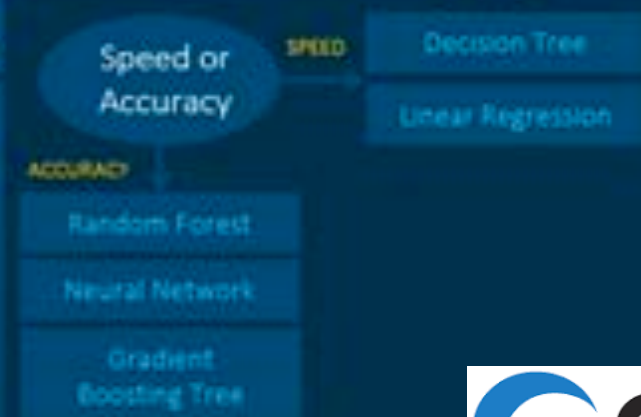 Speed or
Accuracy
SPEED
Decision Tree
Linear Regression
ACCURACY
Random Forest
Neural Network
Gradient
Boosting Tree